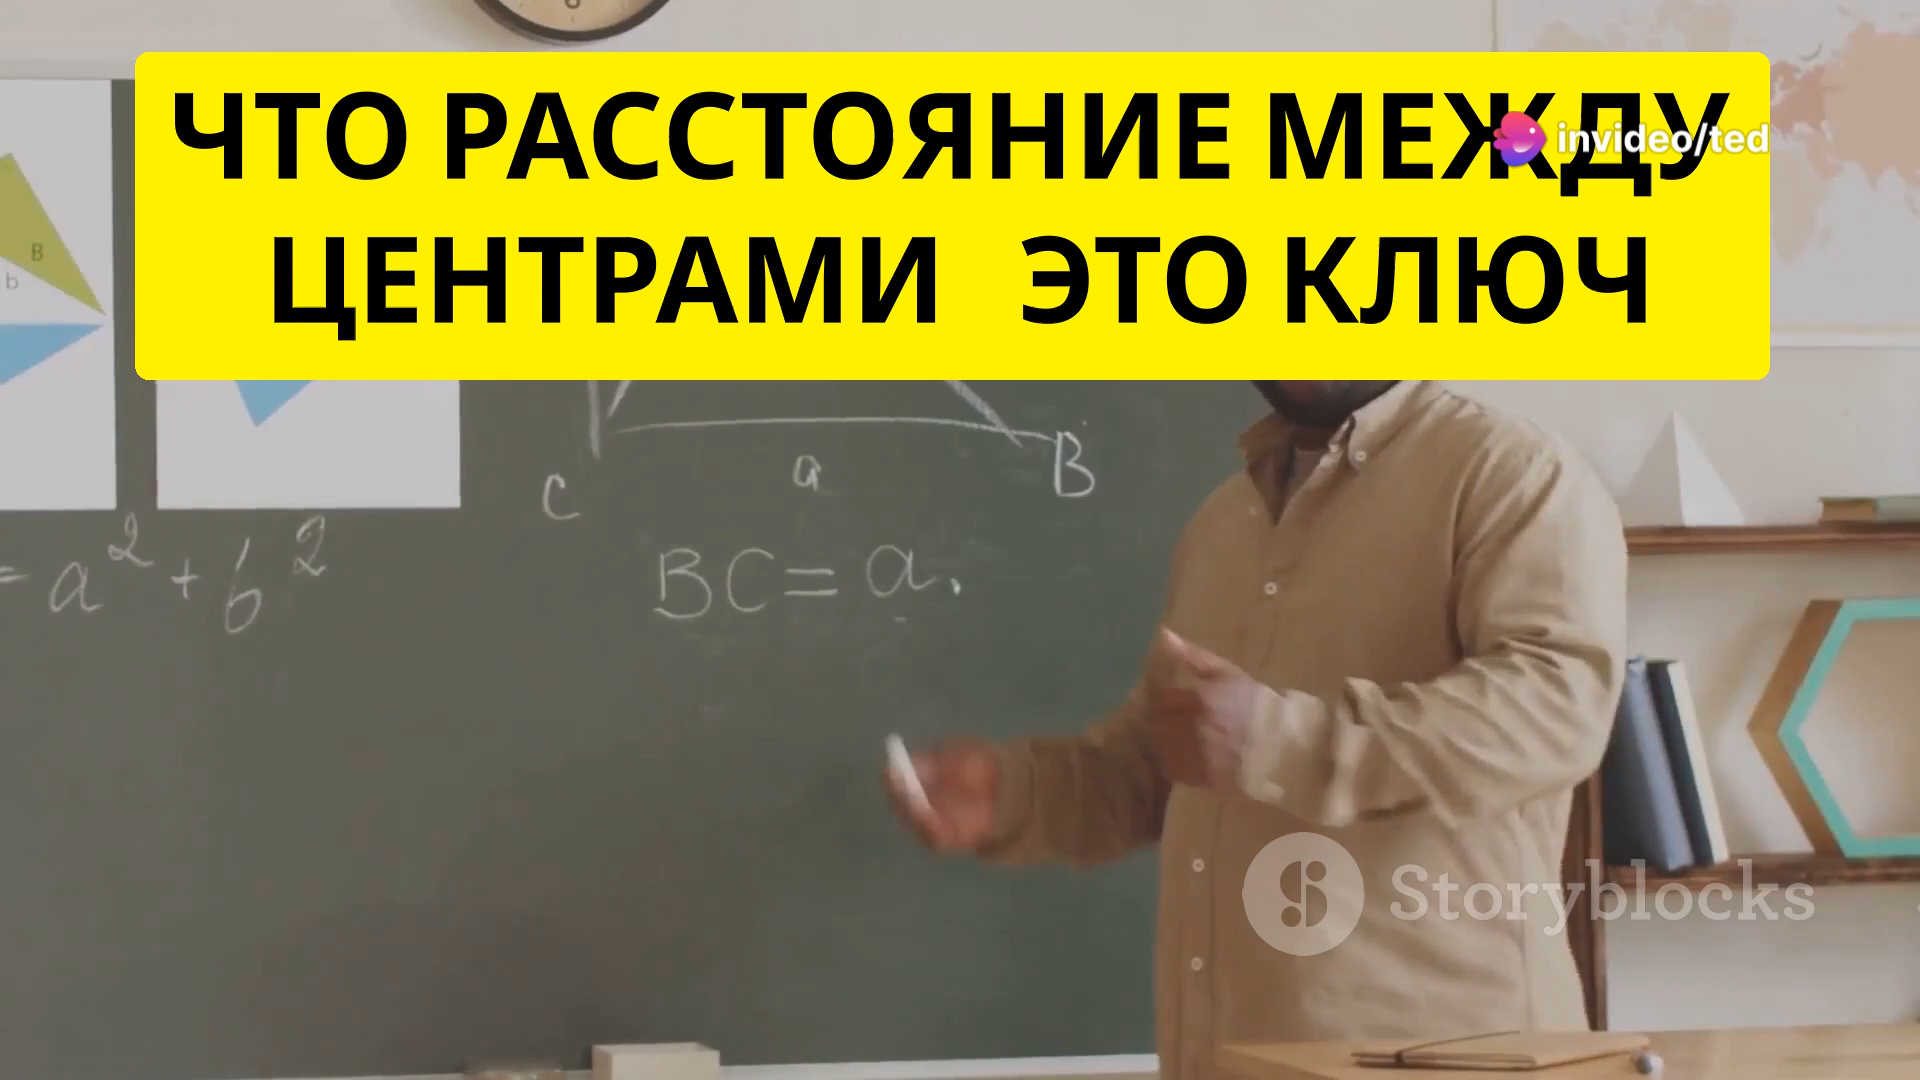 ЧТО РАССТОЯНИЕ МЕЖДУ
invideo/ted
ЦЕНТРАМИ ЭТО КЛЮЧ
B
b
a
C
B
= a² + b²
BC = a.
Storyblocks